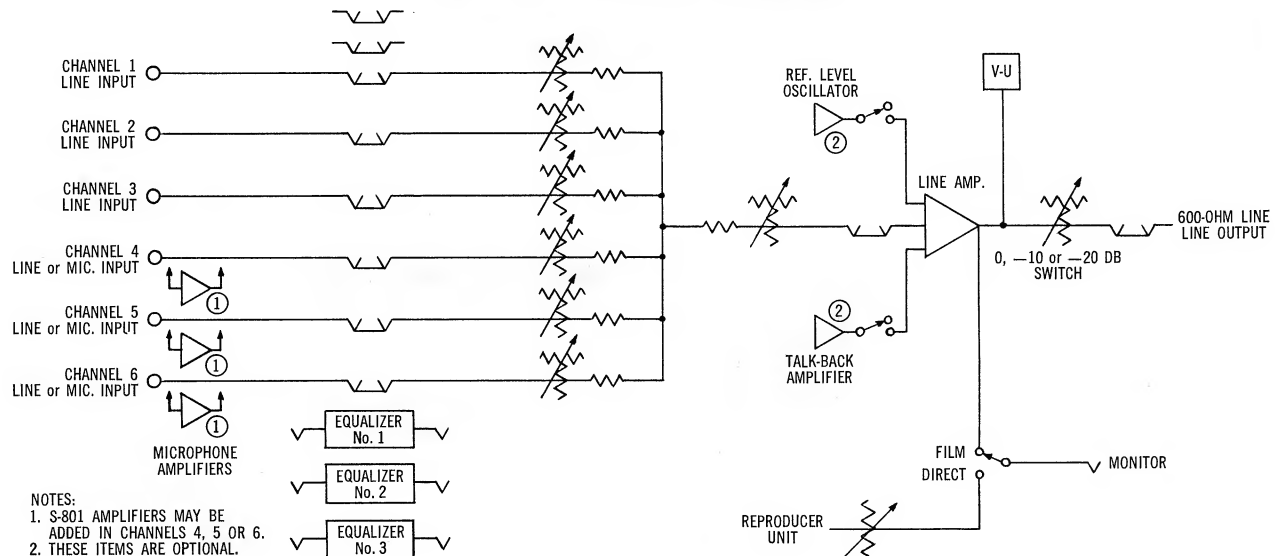 CHANNEL 1
LINE INPUT
CHANNEL 2
LINE INPUT
CHANNEL 3
LINE INPUT
CHANNEL 4
LINE or MIC. INPUT
1
CHANNEL 5
LINE or MIC. INPUT
1
CHANNEL 6
LINE or MIC. INPUT
1
MICROPHONE
AMPLIFIERS
EQUALIZER
No. 1
EQUALIZER
No. 2
EQUALIZER
No. 3
NOTES:
1. S-801 AMPLIFIERS MAY BE
ADDED IN CHANNELS 4, 5 OR 6.
2. THESE ITEMS ARE OPTIONAL.
REF. LEVEL
OSCILLATOR
2
V-U
LINE AMP.
0, —10 or —20 DB
SWITCH
600-OHM LINE
LINE OUTPUT
2
TALK-BACK
AMPLIFIER
FILM
DIRECT
MONITOR
REPRODUCER
UNIT